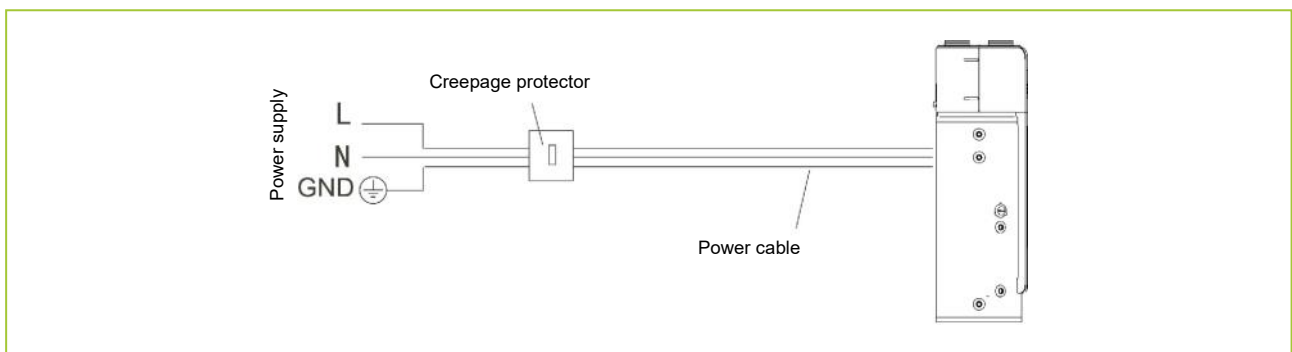 Creepage protector
Power supply
L
N
GND
Power cable